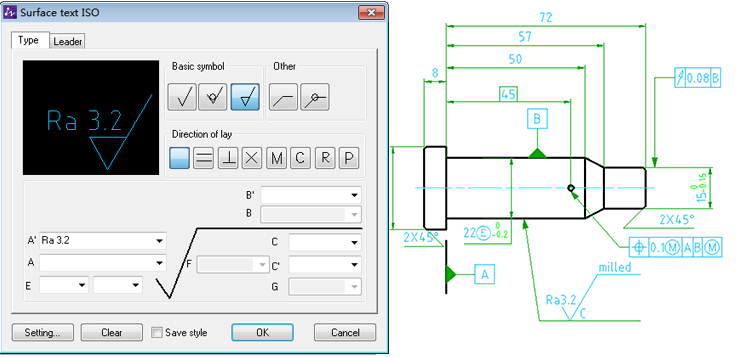 Surface text ISO
Type
Leader
Basic symbol
Other
Ra 3.2
Direction of lay
M
C
R
P
B'
B
A' Ra 3.2
C
A
F
C'
E
G
Setting...
Clear
Save style
OK
Cancel
72
57
50
8
45
0.08 B
B
15 0 -0.15
2X45°
2X45°
22 E 0 -0.2
0.1 M A B M
A
milled
Ra3.2
C